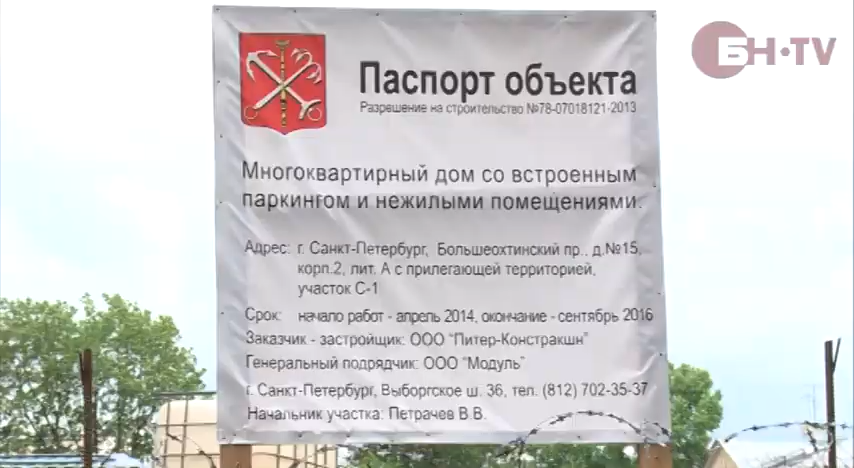 БН·TV
Паспорт объекта
Разрешение на строительство №78-07018121-2013
Многоквартирный дом со встроенным
паркингом и нежилыми помещениями.
Адрес: г. Санкт-Петербург, Большеохтинский пр., д.№15,
корп.2, лит. А с прилегающей территорией,
участок С-1
Срок: начало работ - апрель 2014, окончание - сентябрь 2016
Заказчик - застройщик: ООО "Питер-Констракшн"
Генеральный подрядчик: ООО "Модуль"
г. Санкт-Петербург, Выборгское ш. 36, тел. (812) 702-35-37
Начальник участка: Петрачев В.В.